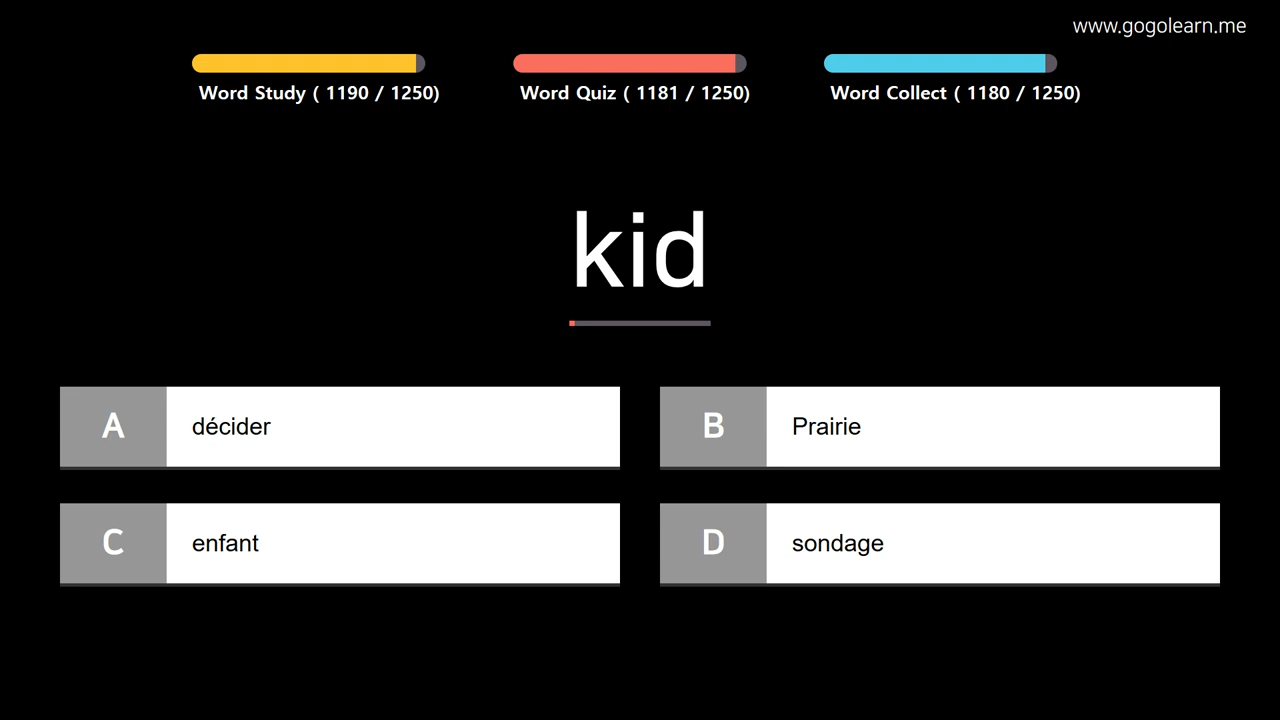 www.gogolearn.me
Word Study ( 1190 / 1250)
Word Quiz ( 1181 / 1250)
Word Collect ( 1180 / 1250)
kid
A décider
B Prairie
C enfant
D sondage